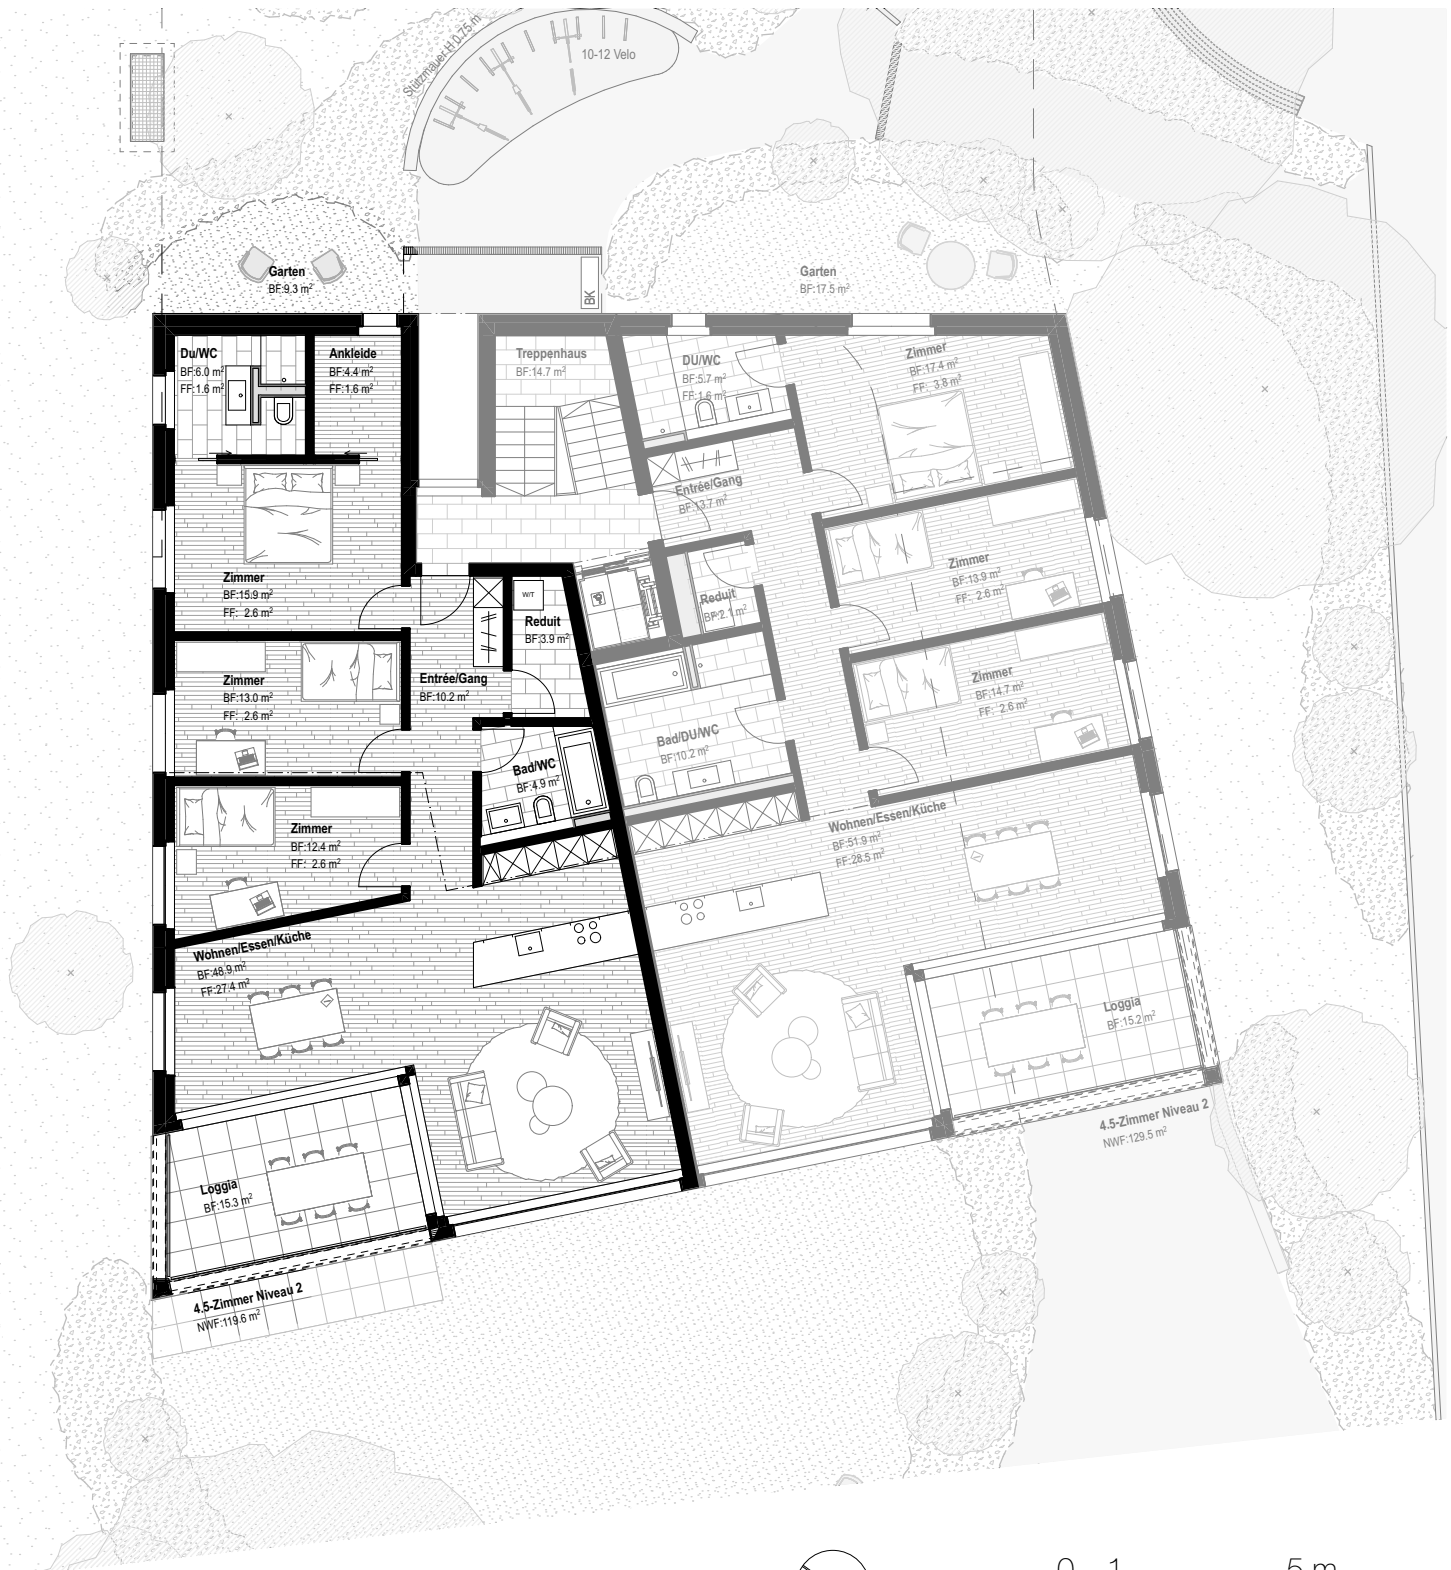 Stützmauer H 0.75 m
10-12 Velo
Garten
BF:9.3 m²
BK
Garten
BF:17.5 m²
Du/WC
BF:6.0 m²
FF:1.6 m²
Ankleide
BF:4.4 m²
FF:1.6 m²
Treppenhaus
BF:14.7 m²
DU/WC
BF:5.7 m²
FF:1.6 m²
Zimmer
BF:17.4 m²
FF: 3.8 m²
Entrée/Gang
BF:13.7 m²
Zimmer
BF:15.9 m²
FF: 2.6 m²
W/T
Reduit
BF:3.9 m²
Reduit
BF:2.1 m²
Zimmer
BF:13.9 m²
FF: 2.6 m²
Zimmer
BF:13.0 m²
FF: 2.6 m²
Entrée/Gang
BF:10.2 m²
Zimmer
BF:14.7 m²
FF: 2.6 m²
Bad/WC
BF:4.9 m²
Bad/DU/WC
BF:10.2 m²
Zimmer
BF:12.4 m²
FF: 2.6 m²
Wohnen/Essen/Küche
BF:51.9 m²
FF:28.5 m²
Wohnen/Essen/Küche
BF:48.9 m²
FF:27.4 m²
Loggia
BF:15.2 m²
Loggia
BF:15.3 m²
4.5-Zimmer Niveau 2
NWF:129.5 m²
4.5-Zimmer Niveau 2
NWF:119.6 m²
0 1 5 m